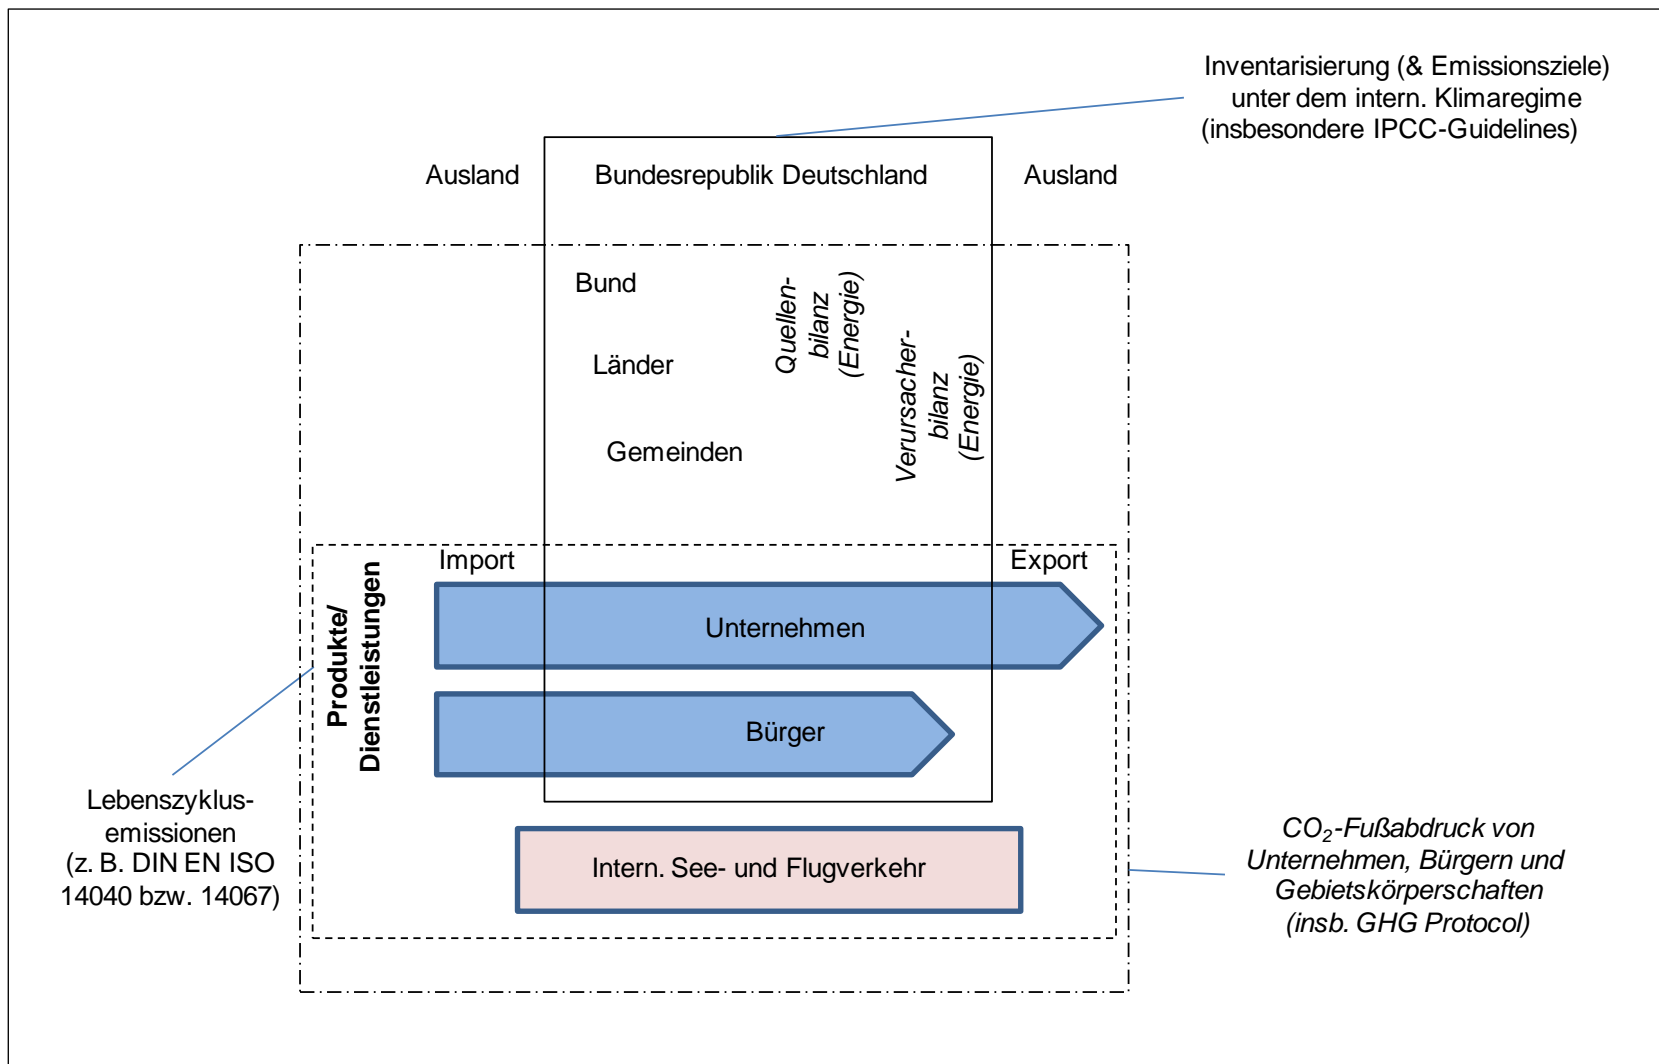 Inventarisierung (& Emissionsziele)
unter dem intern. Klimaregime
(insbesondere IPCC-Guidelines)
Ausland
Bundesrepublik Deutschland
Ausland
Bund
Länder
Gemeinden
Quellen-
bilanz
(Energie)
Verursacher-
bilanz
(Energie)
Import
Export
Produkte/
Dienstleistungen
Unternehmen
Bürger
Intern. See- und Flugverkehr
Lebenszyklus-
emissionen
(z. B. DIN EN ISO
14040 bzw. 14067)
CO₂-Fußabdruck von
Unternehmen, Bürgern und
Gebietskörperschaften
(insb. GHG Protocol)